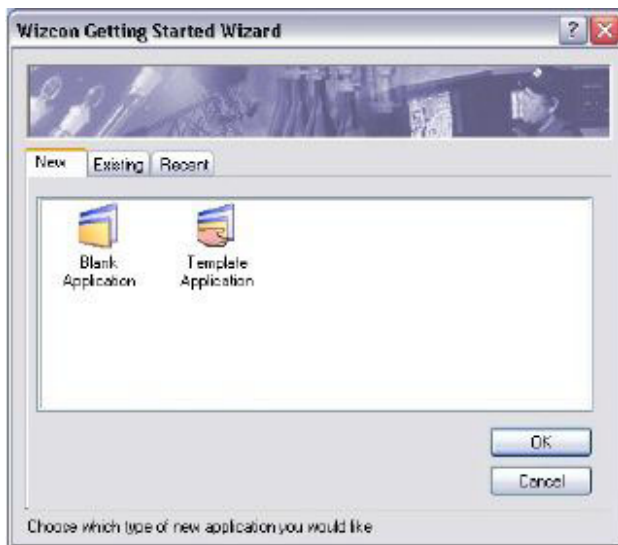 Wizcon Getting Started Wizard
New Existing Recent
Blank Application
Template Application
OK
Cancel
Choose which type of new application you would like